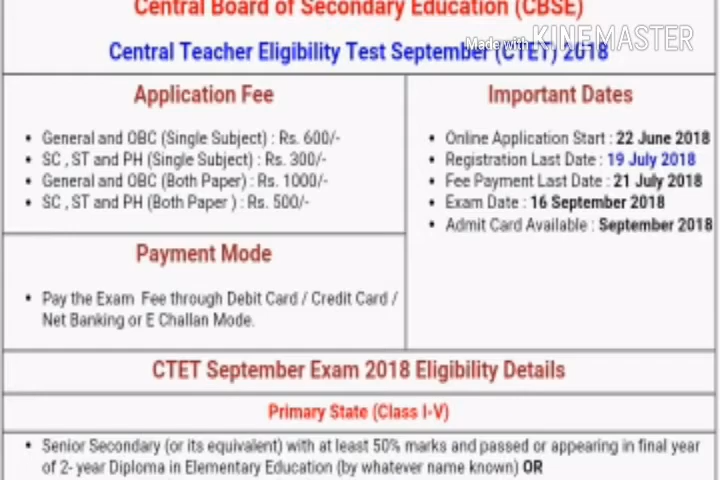 Central Board of Secondary Education (CBSE)
Made with KINEMASTER
Central Teacher Eligibility Test September (CTET) 2018
Application Fee
• General and OBC (Single Subject) : Rs. 600/-
• SC , ST and PH (Single Subject) : Rs. 300/-
• General and OBC (Both Paper) : Rs. 1000/-
• SC , ST and PH (Both Paper ) : Rs. 500/-
Payment Mode
• Pay the Exam Fee through Debit Card / Credit Card /
Net Banking or E Challan Mode.
Important Dates
• Online Application Start : 22 June 2018
• Registration Last Date : 19 July 2018
• Fee Payment Last Date : 21 July 2018
• Exam Date : 16 September 2018
• Admit Card Available : September 2018
CTET September Exam 2018 Eligibility Details
Primary State (Class I-V)
• Senior Secondary (or its equivalent) with at least 50% marks and passed or appearing in final year
of 2- year Diploma in Elementary Education (by whatever name known) OR